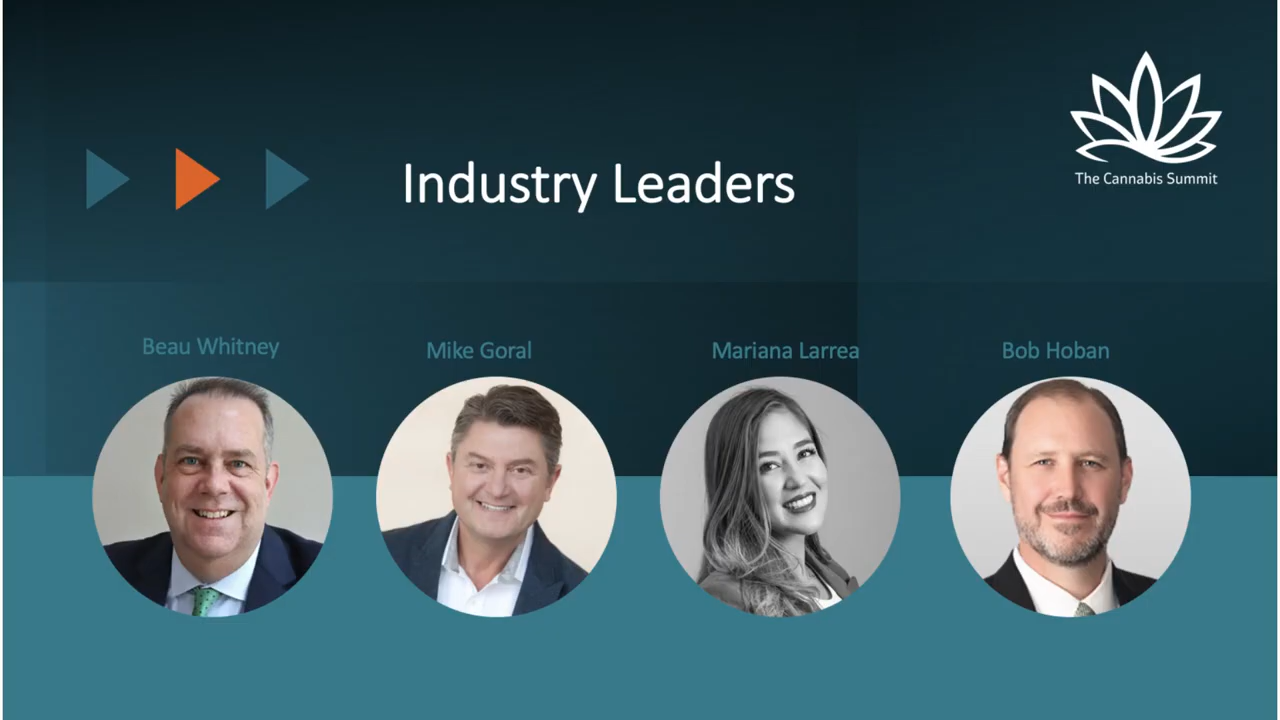 Industry Leaders
The Cannabis Summit
Beau Whitney
Mike Goral
Mariana Larrea
Bob Hoban